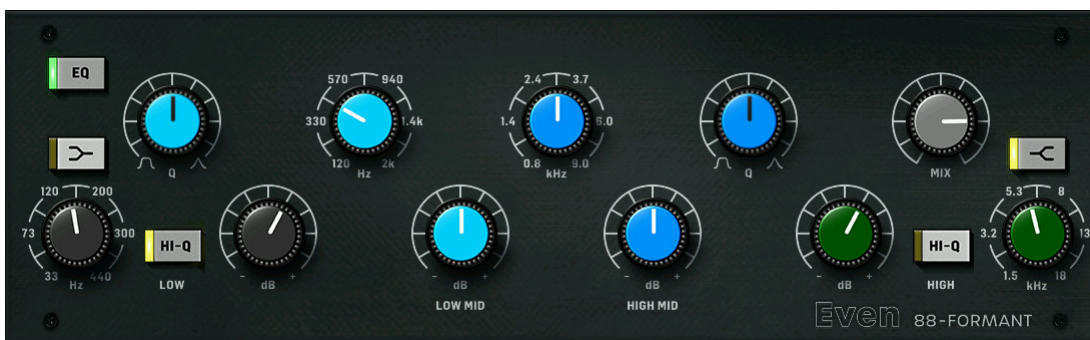 EQ
570 940
2.4 3.7
330 1.4k
1.4 6.0
120 2k
0.8 9.0
Q
Hz
kHz
Q
MIX
120 200
5.3 8
73 300
HI-Q
HI-Q
3.2 13
33 440
Hz
LOW
- +
dB
- +
dB
LOW MID
- +
dB
HIGH MID
- +
dB
HIGH
1.5 18
kHz
Even 88-FORMANT